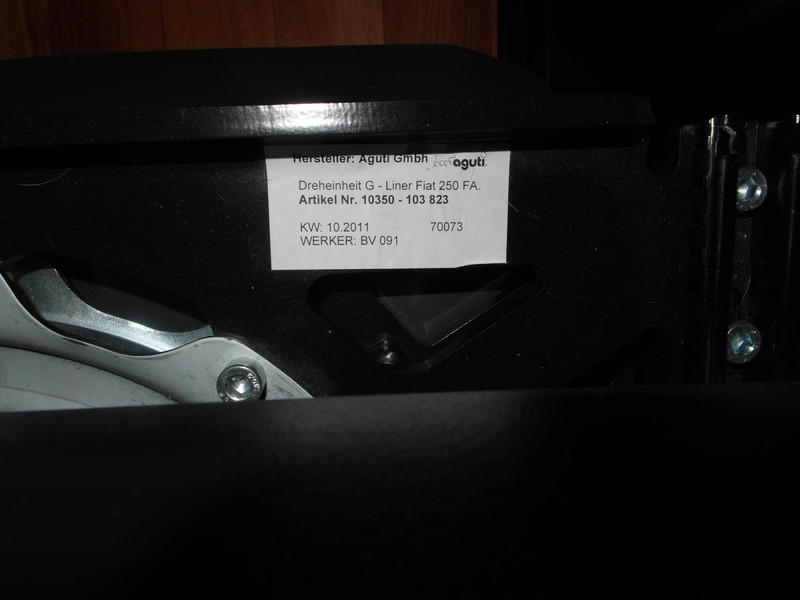 Hersteller: Aguti Gmbh aguti
Dreheinheit G - Liner Fiat 250 FA.
Artikel Nr. 10350 - 103 823
KW: 10.2011 70073
WERKER: BV 091